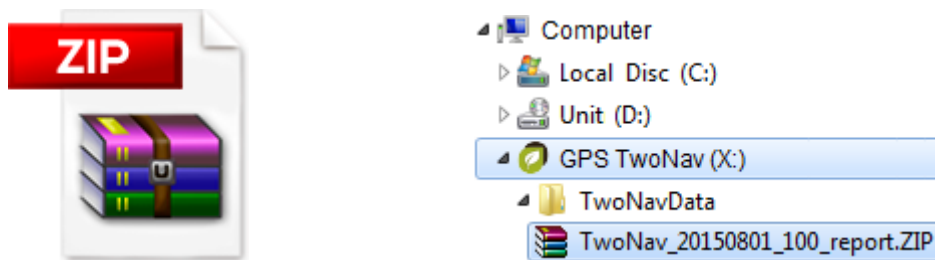 ZIP
Computer
Local Disc (C:)
Unit (D:)
GPS TwoNav (X:)
TwoNavData
TwoNav_20150801_100_report.ZIP